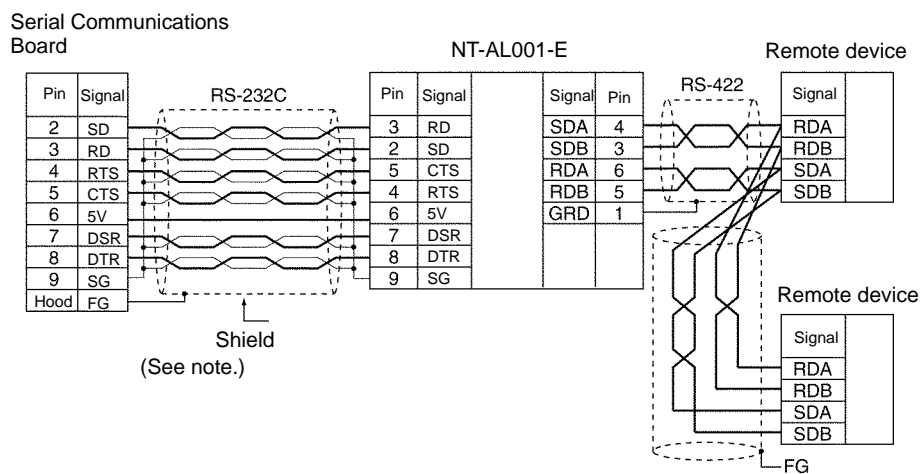 Serial Communications
Board
NT-AL001-E
Remote device
RS-232C
RS-422
Pin Signal
2 SD
3 RD
4 RTS
5 CTS
6 5V
7 DSR
8 DTR
9 SG
Hood FG
Pin Signal
3 RD
2 SD
5 CTS
4 RTS
6 5V
7 DSR
8 DTR
9 SG
Signal Pin
SDA 4
SDB 3
RDA 6
RDB 5
GRD 1
Signal
RDA
RDB
SDA
SDB
Shield
(See note.)
Remote device
Signal
RDA
RDB
SDA
SDB
FG